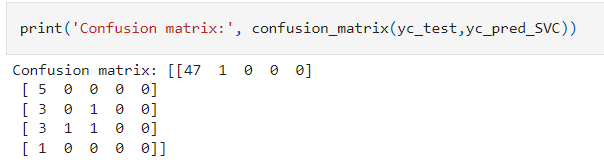 print('Confusion matrix:', confusion_matrix(yc_test,yc_pred_SVC))
Confusion matrix: [[47  1  0  0  0]
 [ 5  0  0  0  0]
 [ 3  0  1  0  0]
 [ 3  1  1  0  0]
 [ 1  0  0  0  0]]